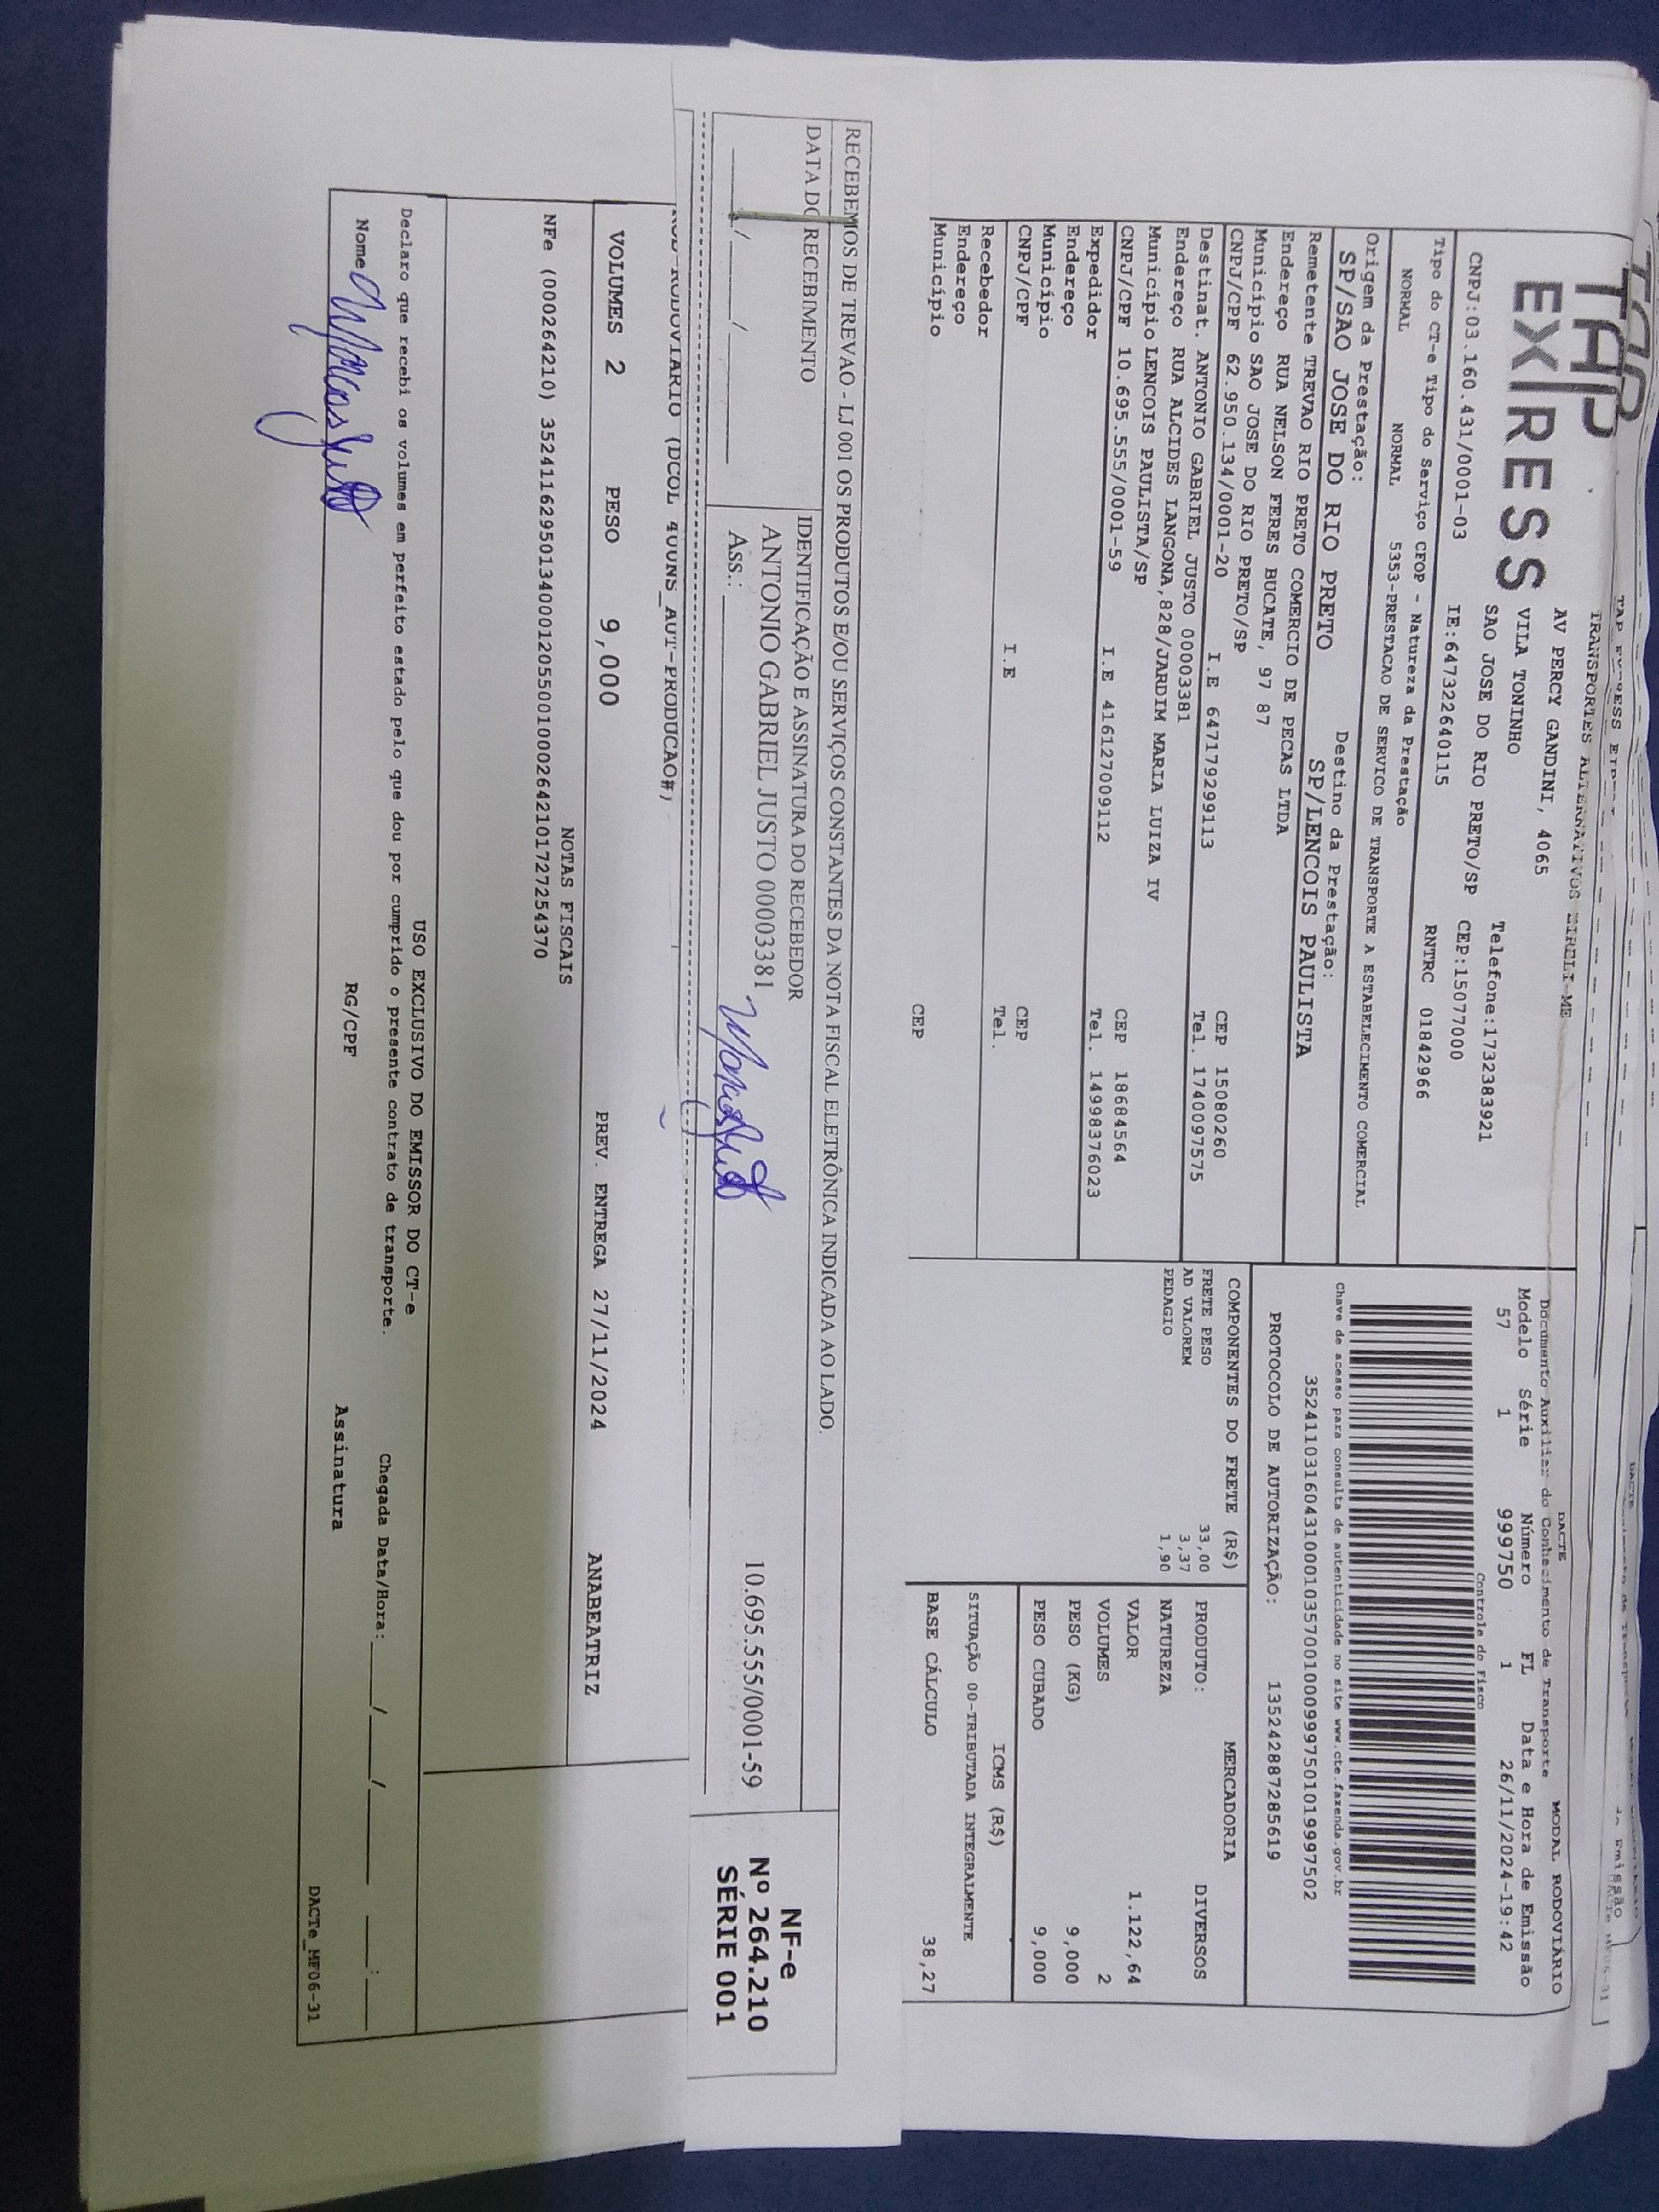 TAP
EXPRESS
TRANSPORTES ALTERNATIVOS EIRELI-ME
AV PERCY GANDINI, 4065
VILA TONINHO
SAO JOSE DO RIO PRETO/SP
Telefone:1732383921
CEP:15077000
CNPJ:03.160.431/0001-03 IE:647322640115 RNTRC 01842966
Tipo do CT-e Tipo do Serviço CFOP - Natureza da Prestação
NORMAL NORMAL 5353-PRESTACAO DE SERVICO DE TRANSPORTE A ESTABELECIMENTO COMERCIAL
Origem da Prestação: Destino da Prestação:
SP/SAO JOSE DO RIO PRETO SP/LENCOIS PAULISTA
Remetente TREVAO RIO PRETO COMERCIO DE PECAS LTDA
Endereço RUA NELSON FERES BUCATE, 97 87
Município SAO JOSE DO RIO PRETO/SP CEP 15080260
CNPJ/CPF 62.950.134/0001-20 I.E 647179299113 Tel. 1740097575
Destinat. ANTONIO GABRIEL JUSTO 00003381
Endereço RUA ALCIDES LANGONA,828/JARDIM MARIA LUIZA IV
Município LENCOIS PAULISTA/SP CEP 18684564
CNPJ/CPF 10.695.555/0001-59 I.E 416127009112 Tel. 14998376023
Expedidor
Endereço
Município CEP
CNPJ/CPF I.E Tel.
Recebedor
Endereço
Município CEP
DACTE MODAL RODOVIÁRIO
Documento Auxiliar do Conhecimento de Transporte
Modelo Série Número FL Data e Hora de Emissão
57 1 999750 1 26/11/2024-19:42
Controle do Fisco
Chave de acesso para consulta de autenticidade no site www.cte.fazenda.gov.br
35241103160431000103570010009997501019997502
PROTOCOLO DE AUTORIZAÇÃO: 135242887285619
COMPONENTES DO FRETE (R$)
FRETE PESO 33,00
AD VALOREM 3,37
PEDAGIO 1,90
MERCADORIA
PRODUTO: DIVERSOS
NATUREZA
VALOR 1.122,64
VOLUMES 2
PESO (KG) 9,000
PESO CUBADO 9,000
ICMS (R$)
SITUAÇÃO 00-TRIBUTADA INTEGRALMENTE
BASE CÁLCULO 38,27
RECEBEMOS DE TREVAO - LJ 001 OS PRODUTOS E/OU SERVIÇOS CONSTANTES DA NOTA FISCAL ELETRÔNICA INDICADA AO LADO.
DATA DO RECEBIMENTO
____/____/________
IDENTIFICAÇÃO E ASSINATURA DO RECEBEDOR
ANTONIO GABRIEL JUSTO 00003381 10.695.555/0001-59
Ass.:
NF-e
Nº 264.210
SÉRIE 001
RODOVIARIO (DCOL 400UNS_AUT-PRODUCAO#)
VOLUMES 2 PESO 9,000 PREV. ENTREGA 27/11/2024 ANABEATRIZ
NOTAS FISCAIS
NFe (000264210) 35241162950134000120550010002642101727254370
USO EXCLUSIVO DO EMISSOR DO CT-e
Declaro que recebi os volumes em perfeito estado pelo que dou por cumprido o presente contrato de transporte. Chegada Data/Hora:____/____/______ ____:____
Nome RG/CPF Assinatura
DACTe_MF06-31